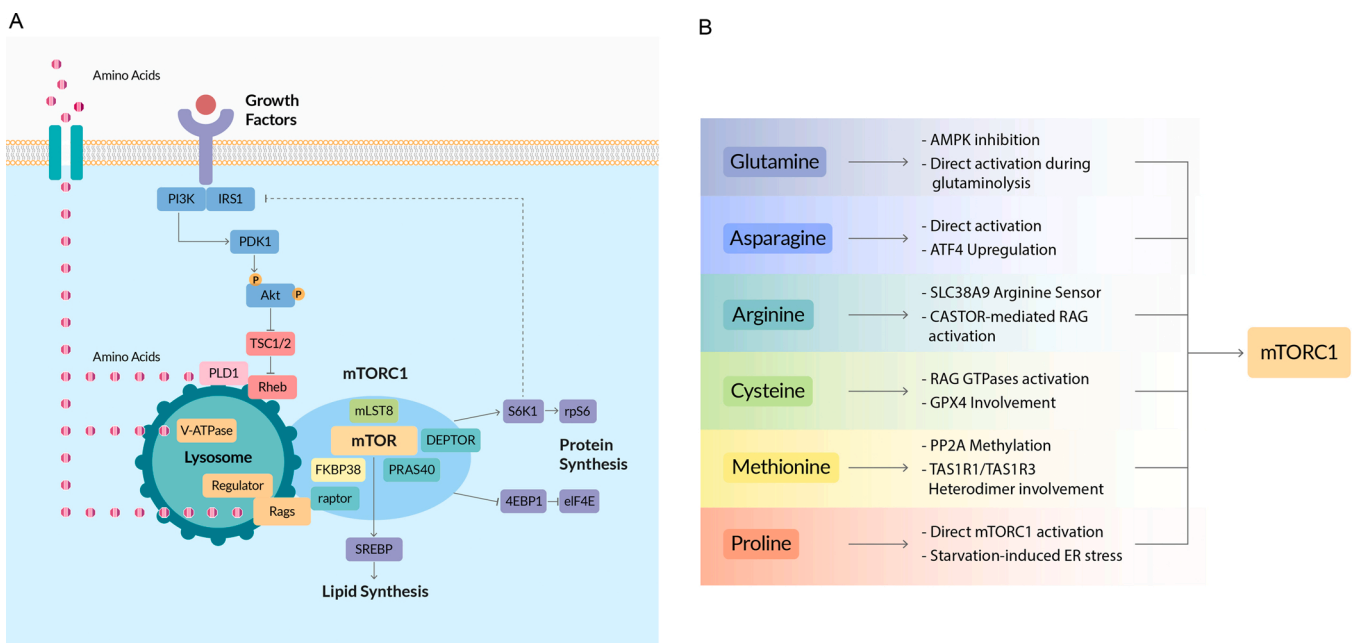 A
Amino Acids
Growth
Factors
PI3K
IRS1
PDK1
P
Akt
P
TSC1/2
Amino Acids
PLD1
Rheb
mTORC1
mLST8
S6K1
rpS6
V-ATPase
mTOR
DEPTOR
Protein
Synthesis
Lysosome
FKBP38
PRAS40
Regulator
raptor
4EBP1
eIF4E
Rags
SREBP
Lipid Synthesis
B
Glutamine
- AMPK inhibition
- Direct activation during
glutaminolysis
Asparagine
- Direct activation
- ATF4 Upregulation
Arginine
- SLC38A9 Arginine Sensor
- CASTOR-mediated RAG
activation
mTORC1
Cysteine
- RAG GTPases activation
- GPX4 Involvement
Methionine
- PP2A Methylation
- TAS1R1/TAS1R3
Heterodimer involvement
Proline
- Direct mTORC1 activation
- Starvation-induced ER stress